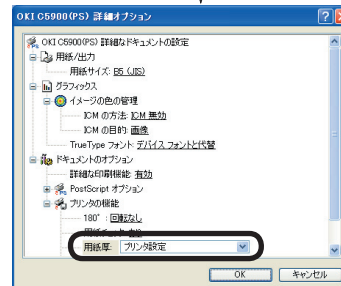 OKI C5900(PS) 詳細オプション
OKI C5900(PS) 詳細なドキュメントの設定
用紙/出力
用紙サイズ: B5 (JIS)
グラフィックス
イメージの色の管理
ICM の方法: ICM 無効
ICM の目的: 画像
TrueType フォント: デバイス フォントと代替
ドキュメントのオプション
詳細な印刷機能: 有効
PostScript オプション
プリンタの機能
180°: 回転なし
用紙厚: プリンタ設定
OK キャンセル